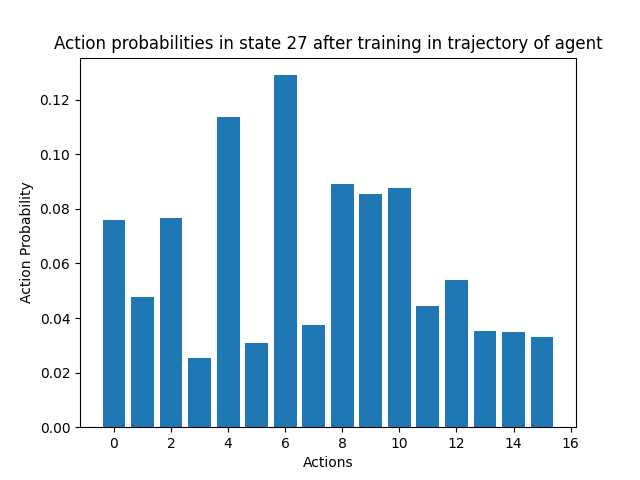 Action probabilities in state 27 after training in trajectory of agent
0.12
0.10
0.08
0.06
0.04
0.02
0.00
Action Probability
0 2 4 6 8 10 12 14 16
Actions